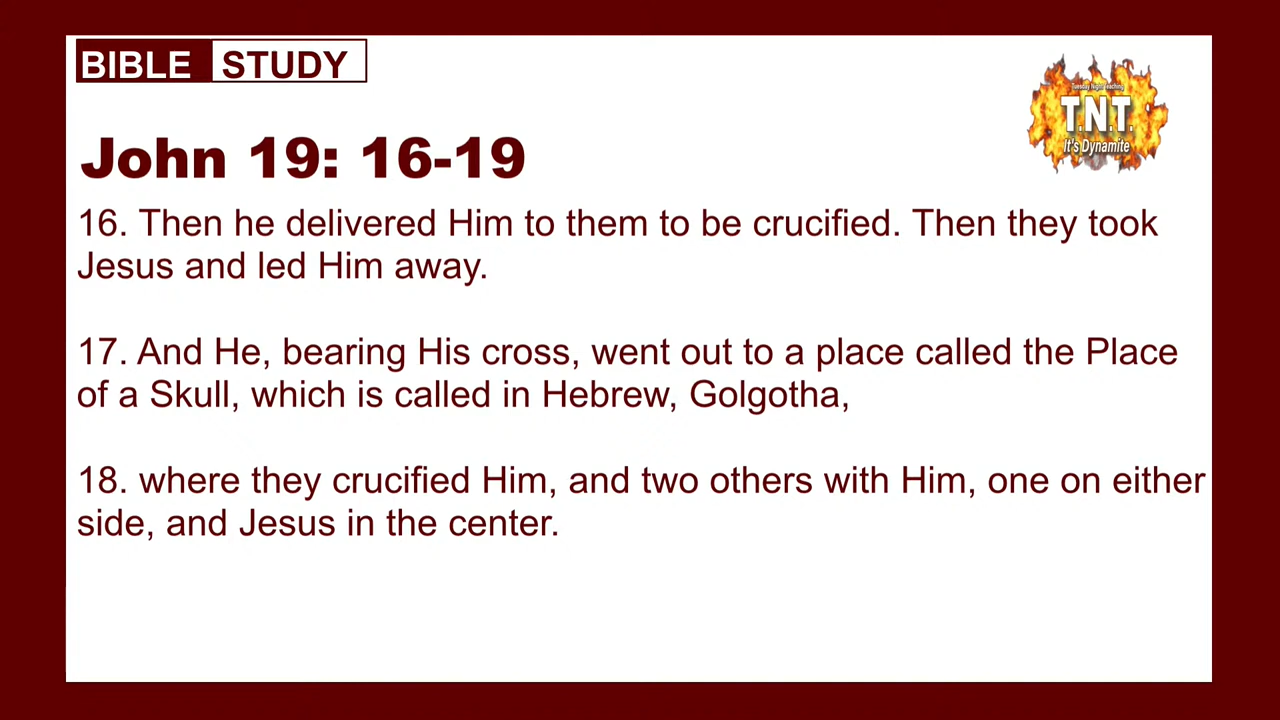 BIBLE STUDY
Tuesday Night Teaching
T.N.T.
It's Dynamite
John 19: 16-19
16. Then he delivered Him to them to be crucified. Then they took
Jesus and led Him away.
17. And He, bearing His cross, went out to a place called the Place
of a Skull, which is called in Hebrew, Golgotha,
18. where they crucified Him, and two others with Him, one on either
side, and Jesus in the center.